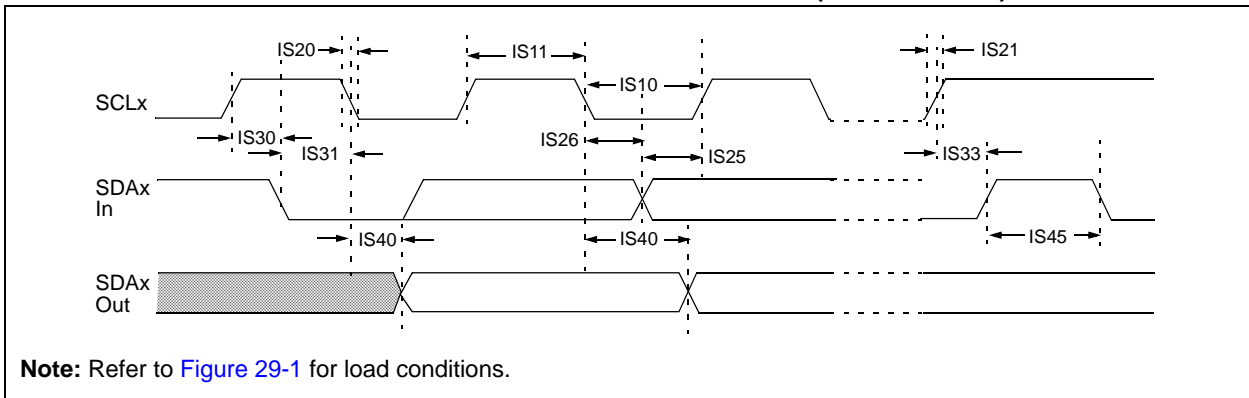 IS20
IS11
IS21
IS10
SCLx
IS30
IS26
IS31
IS25
IS33
SDAx
In
IS40
IS40
IS45
SDAx
Out
Note: Refer to Figure 29-1 for load conditions.